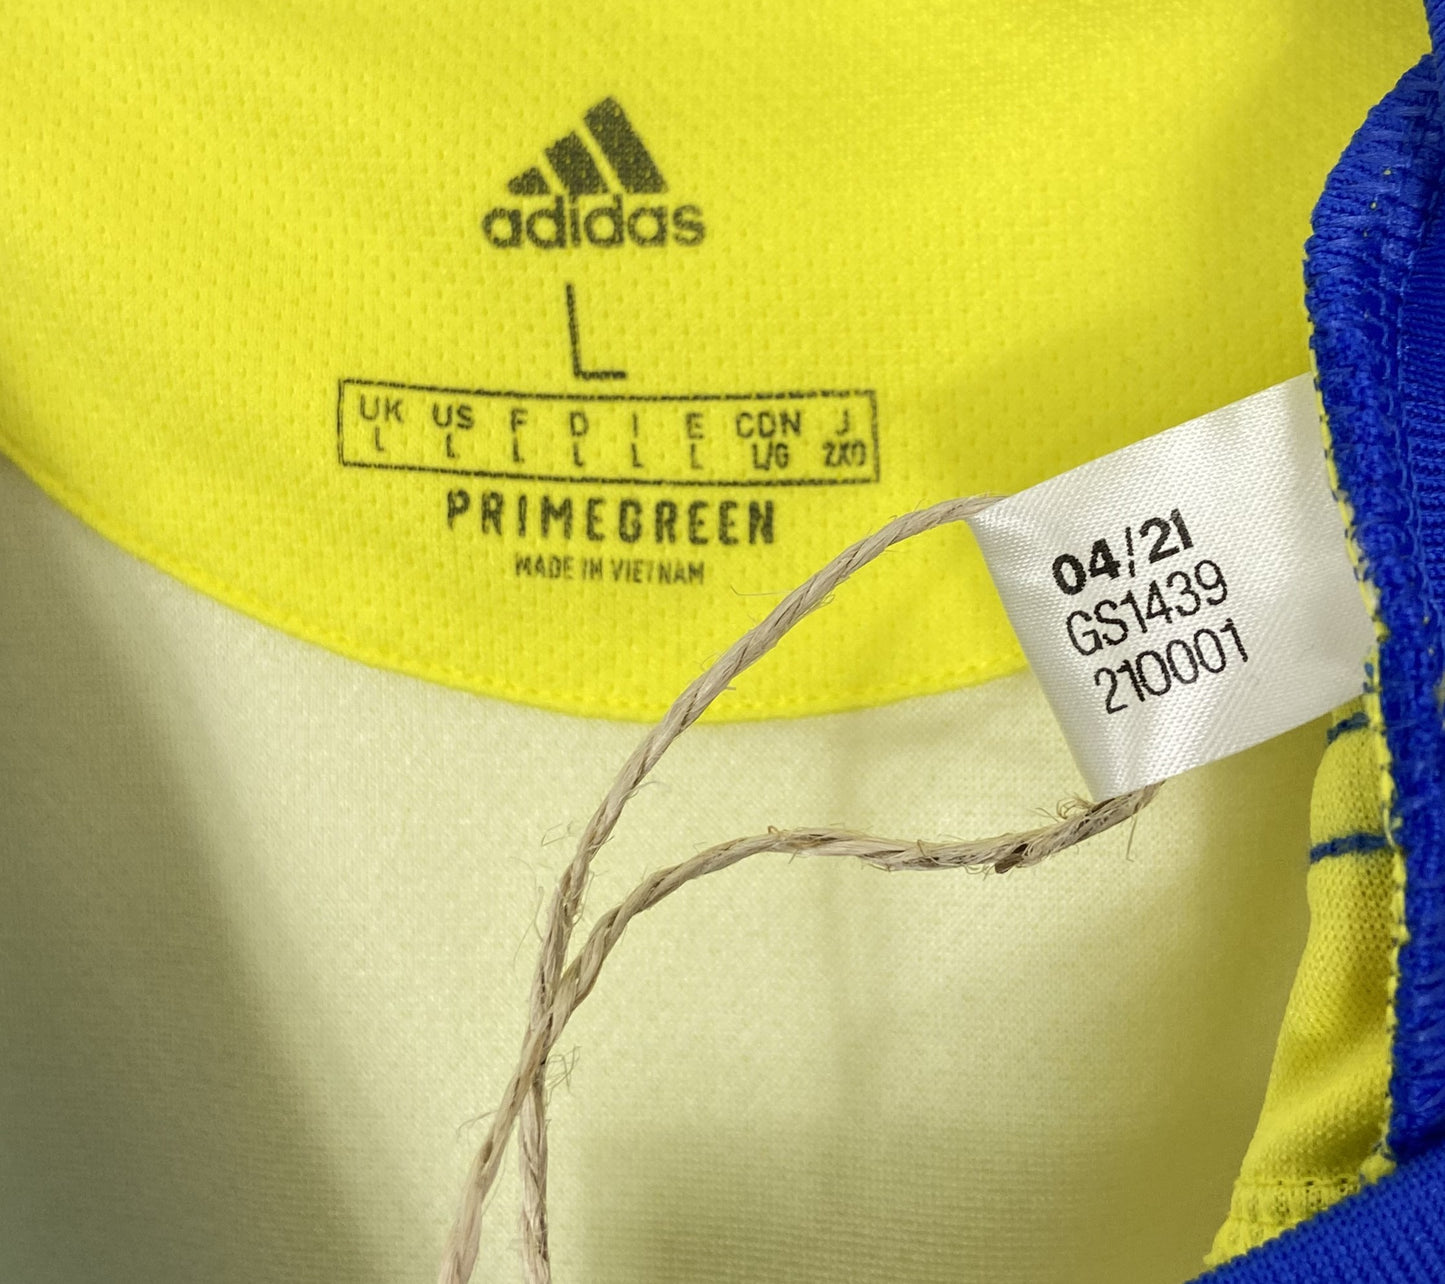 adidas
L
UK US F D I E CDN J
L L L L L L L/G 2XO
PRIMEGREEN
MADE IN VIETNAM
04/21
GS1439
210001